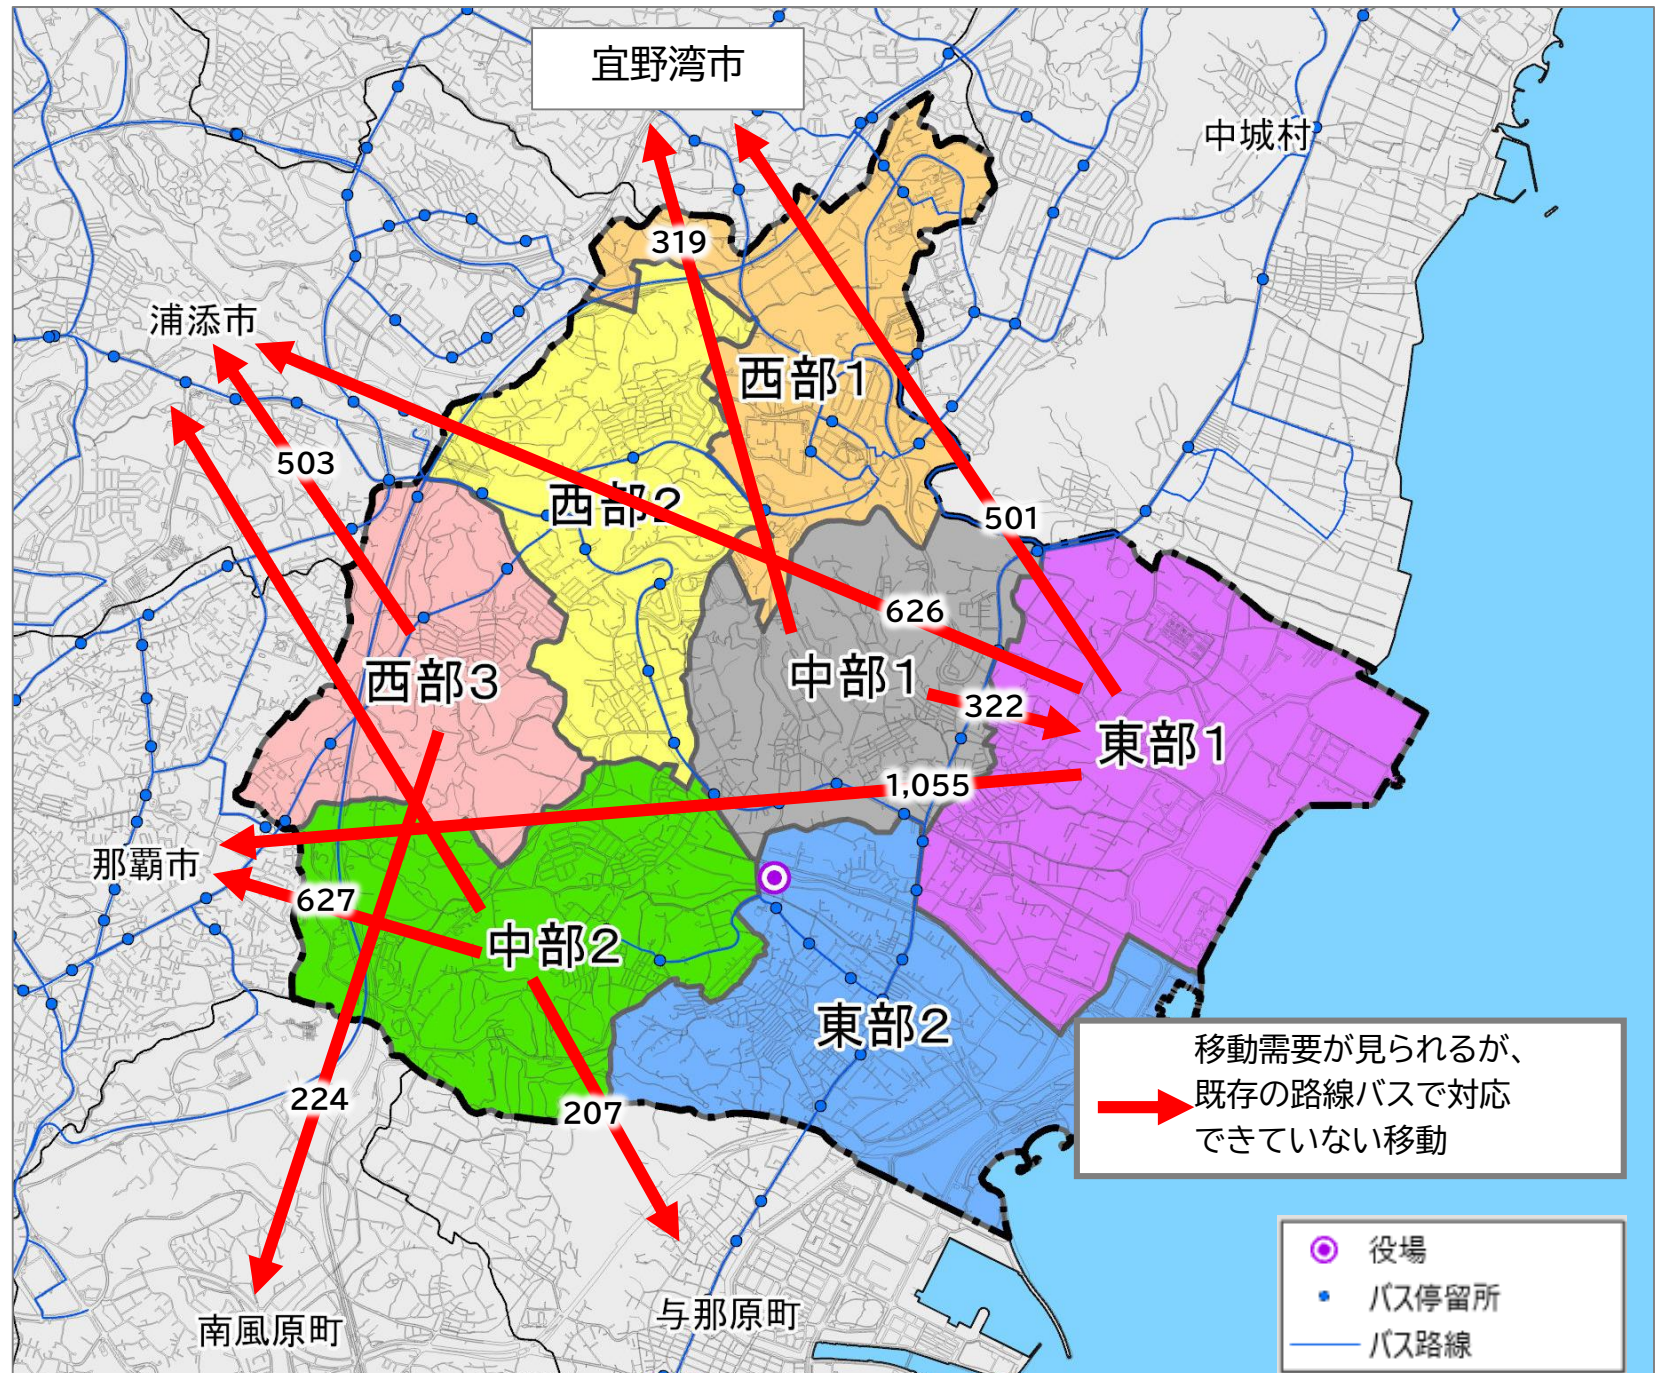 宜野湾市
中城村
319
浦添市
西部1
503
西部2
501
626
西部3
中部1
322
東部1
1,055
那覇市
627
中部2
東部2
移動需要が見られるが、
既存の路線バスで対応
できていない移動
224
207
役場
バス停留所
バス路線
南風原町
与那原町